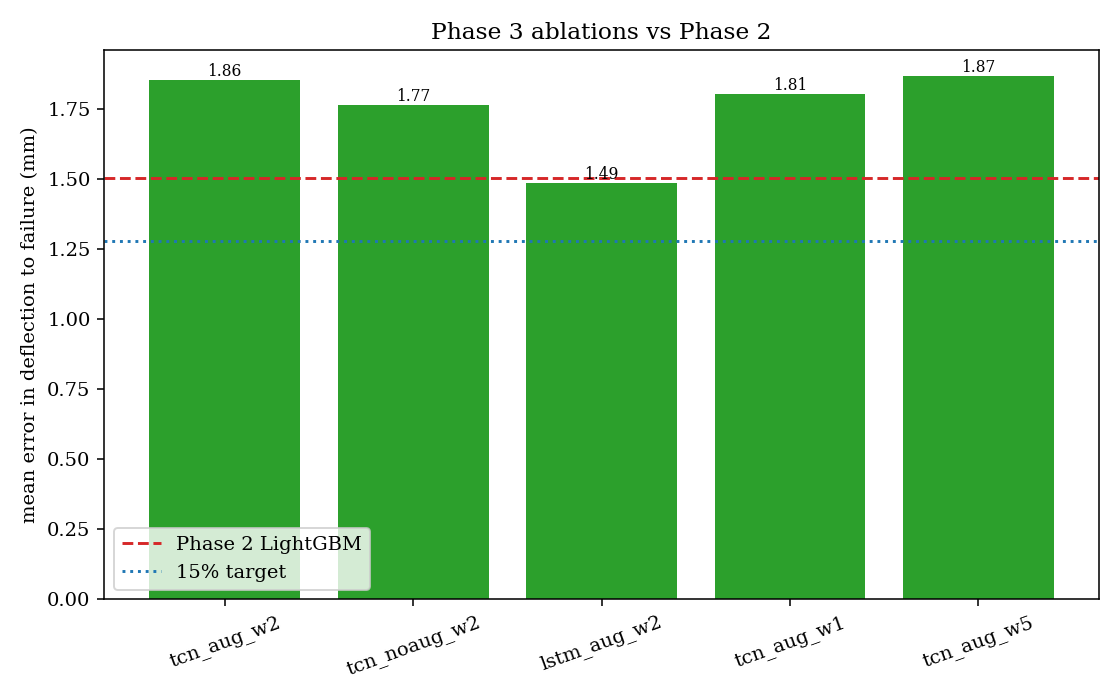 Phase 3 ablations vs Phase 2
mean error in deflection to failure (mm)
1.75
1.50
1.25
1.00
0.75
0.50
0.25
0.00
1.86
1.77
1.49
1.81
1.87
Phase 2 LightGBM
15% target
tcn_aug_w2
tcn_noaug_w2
lstm_aug_w2
tcn_aug_w1
tcn_aug_w5